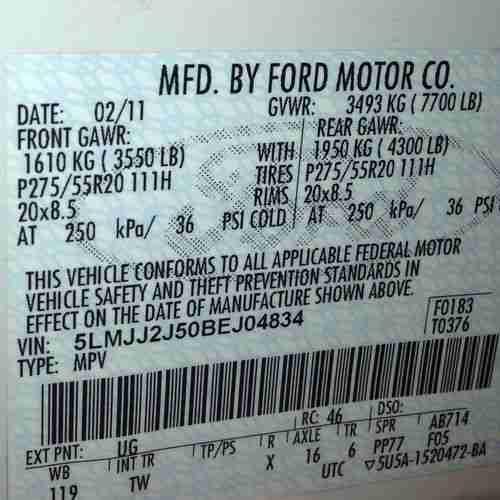 MFD. BY FORD MOTOR CO.
DATE: 02/11 GVWR: 3493 KG ( 7700 LB)
FRONT GAWR: REAR GAWR:
1610 KG ( 3550 LB) WITH 1950 KG ( 4300 LB)
P275/55R20 111H TIRES P275/55R20 111H
20x8.5 RIMS 20x8.5
AT 250 kPa/ 36 PSI COLD AT 250 kPa/ 36 PSI
THIS VEHICLE CONFORMS TO ALL APPLICABLE FEDERAL MOTOR
VEHICLE SAFETY AND THEFT PREVENTION STANDARDS IN
EFFECT ON THE DATE OF MANUFACTURE SHOWN ABOVE.
VIN: 5LMJJ2J50BEJ04834 F0183
TYPE: MPV T0376
RC: 46 DSO:
EXT PNT: UG TP/PS R AXLE TR SPR AB714
WB INT TR X 16 6 PP77 F05
119 TW UTC ▽5U5A-1520472-BA